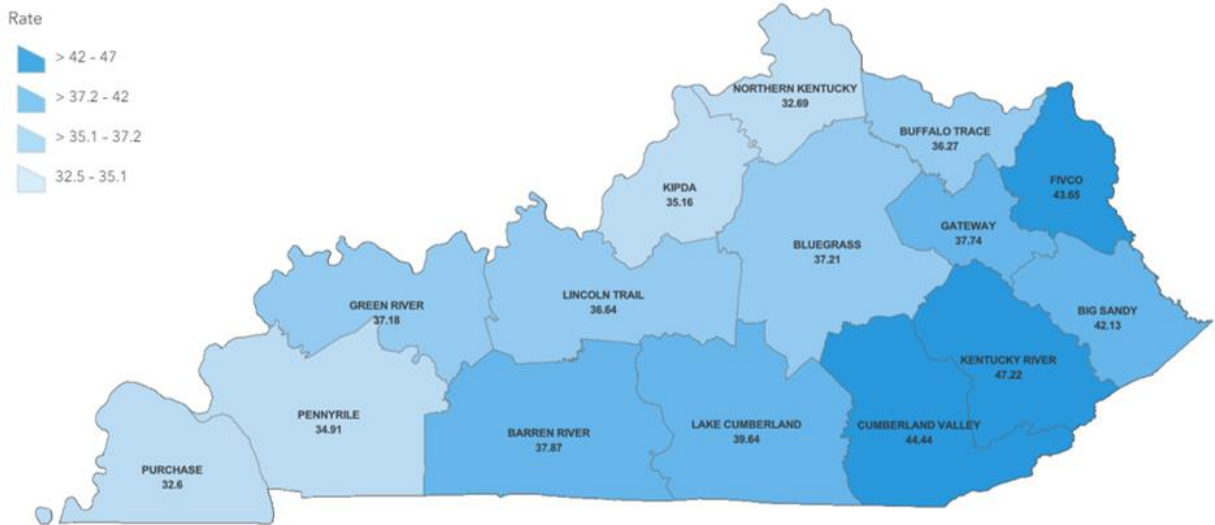 Rate
> 42 - 47
> 37.2 - 42
> 35.1 - 37.2
32.5 - 35.1
NORTHERN KENTUCKY
32.69
BUFFALO TRACE
36.27
FIVCO
43.65
KIPDA
35.16
GATEWAY
37.74
BLUEGRASS
37.21
LINCOLN TRAIL
36.64
GREEN RIVER
37.18
BIG SANDY
42.13
KENTUCKY RIVER
47.22
PENNYRILE
34.91
BARREN RIVER
37.87
LAKE CUMBERLAND
39.64
CUMBERLAND VALLEY
44.44
PURCHASE
32.6